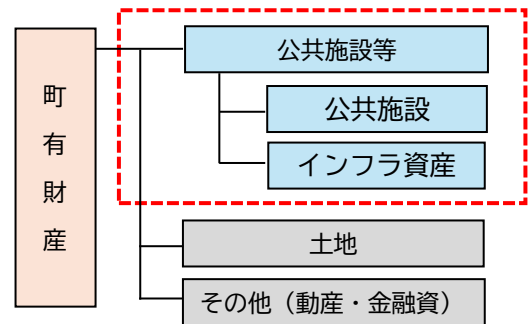 町有財産
公共施設等
公共施設
インフラ資産
土地
その他（動産・金融資）